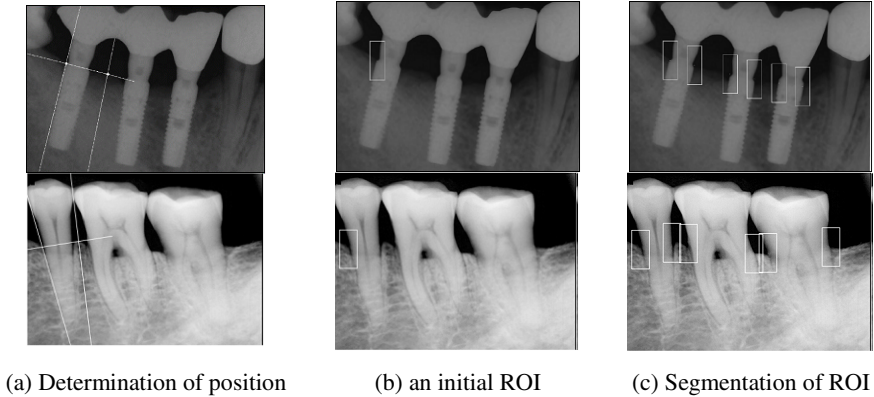 (a) Determination of position
(b) an initial ROI
(c) Segmentation of ROI